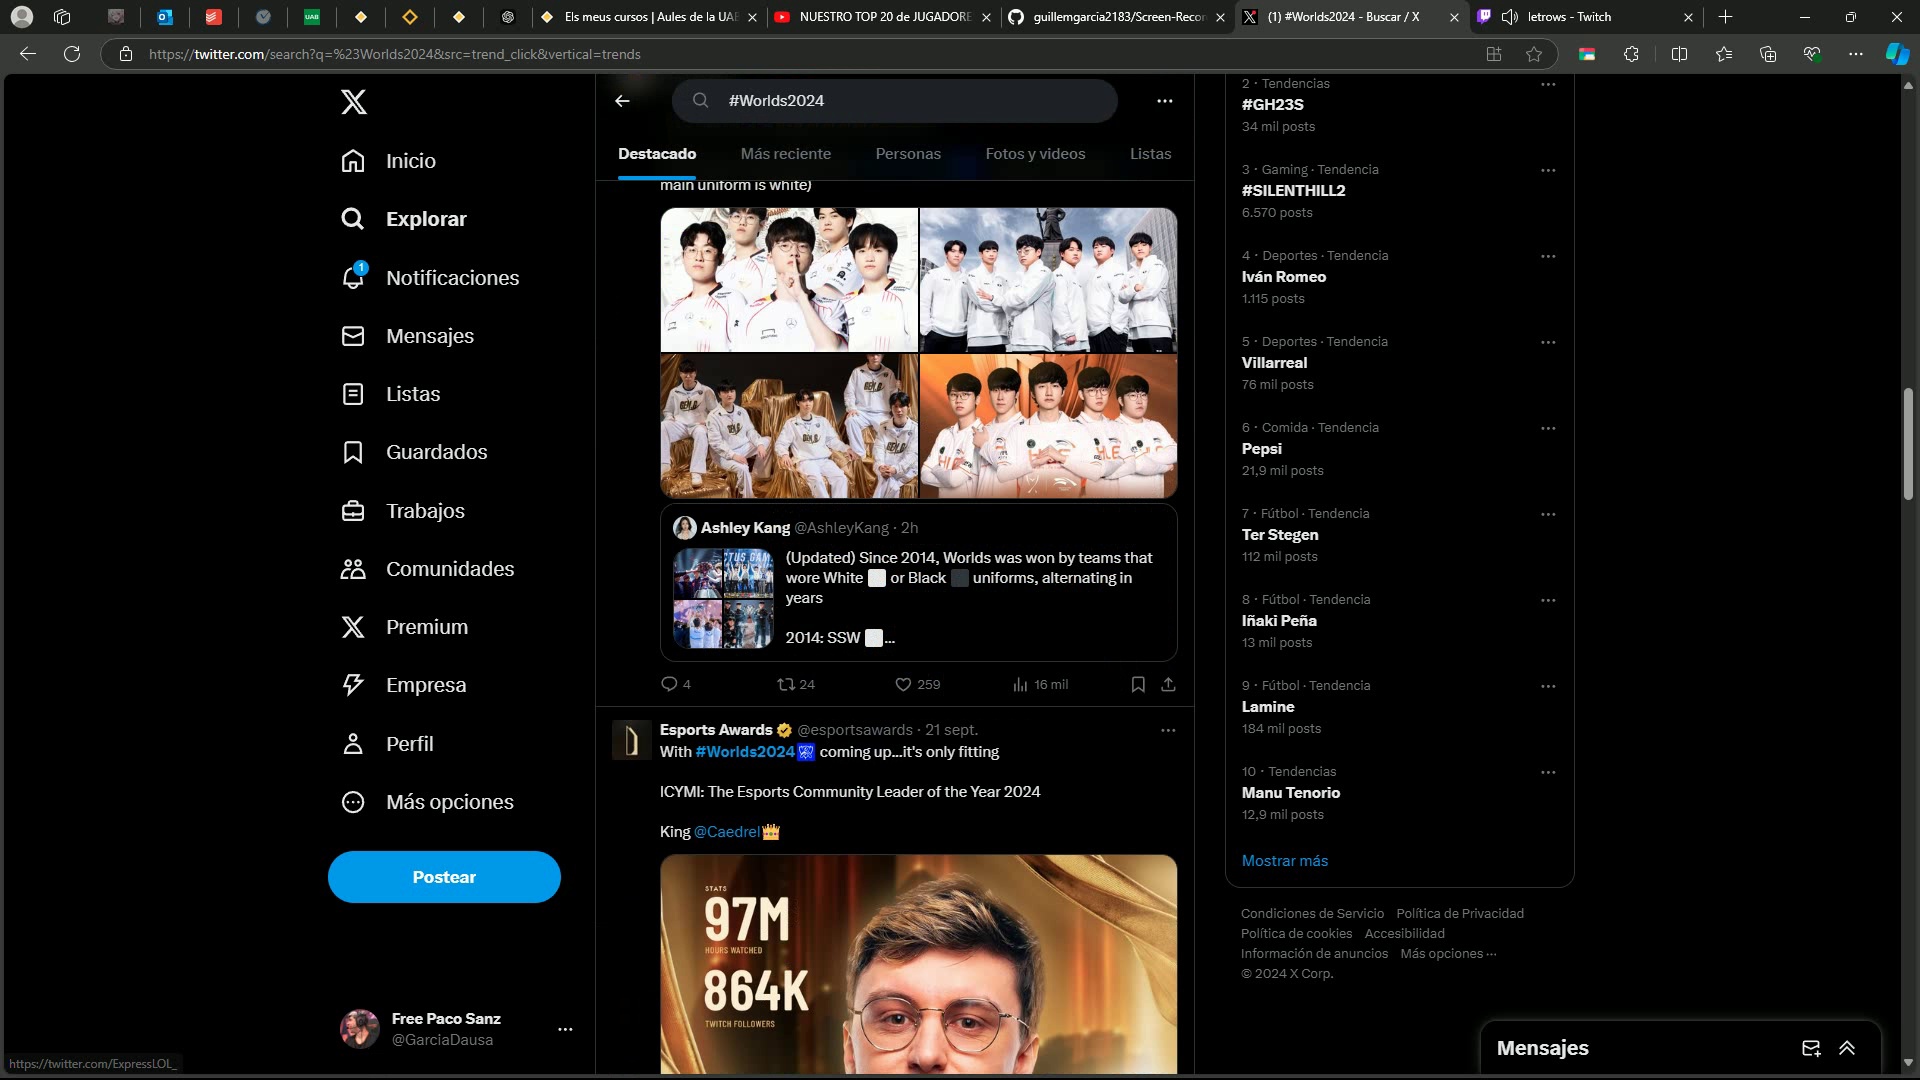 UAB
Els meus cursos | Aules de la UAB
NUESTRO TOP 20 de JUGADORE
guillemgarcia2183/Screen-Recor
(1) #Worlds2024 - Buscar / X
letrows - Twitch
https://twitter.com/search?q=%23Worlds2024&src=trend_click&vertical=trends
#Worlds2024
Destacado
Más reciente
Personas
Fotos y videos
Listas
Inicio
Explorar
1
Notificaciones
Mensajes
Listas
Guardados
Trabajos
Comunidades
Premium
Empresa
Perfil
Más opciones
Postear
Free Paco Sanz
@GarciaDausa
https://twitter.com/ExpressLOL_
main uniform is white)
GEN.G
GEN.G
GEN.G
HLE
HLE
Ashley Kang @AshleyKang · 2h
(Updated) Since 2014, Worlds was won by teams that
wore White ⬜ or Black ⬛ uniforms, alternating in
years
2014: SSW ⬜...
4
24
259
16 mil
Esports Awards @esportsawards · 21 sept.
With #Worlds2024 coming up...it's only fitting
ICYMI: The Esports Community Leader of the Year 2024
King @Caedrel👑
STATS
97M
HOURS WATCHED
864K
TWITCH FOLLOWERS
2 · Tendencias
#GH23S
34 mil posts
3 · Gaming · Tendencia
#SILENTHILL2
6.570 posts
4 · Deportes · Tendencia
Iván Romeo
1.115 posts
5 · Deportes · Tendencia
Villarreal
76 mil posts
6 · Comida · Tendencia
Pepsi
21,9 mil posts
7 · Fútbol · Tendencia
Ter Stegen
112 mil posts
8 · Fútbol · Tendencia
Iñaki Peña
13 mil posts
9 · Fútbol · Tendencia
Lamine
184 mil posts
10 · Tendencias
Manu Tenorio
12,9 mil posts
Mostrar más
Condiciones de Servicio Política de Privacidad
Política de cookies Accesibilidad
Información de anuncios Más opciones ···
© 2024 X Corp.
Mensajes